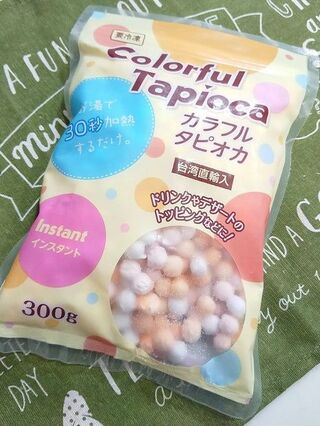 要冷凍
Colorful
Tapioca
カラフル
タピオカ
台湾直輸入
お湯で
30秒加熱
するだけ。
ドリンクやデザートの
トッピングなどに!
Instant
インスタント
300g
A FUN
DAY